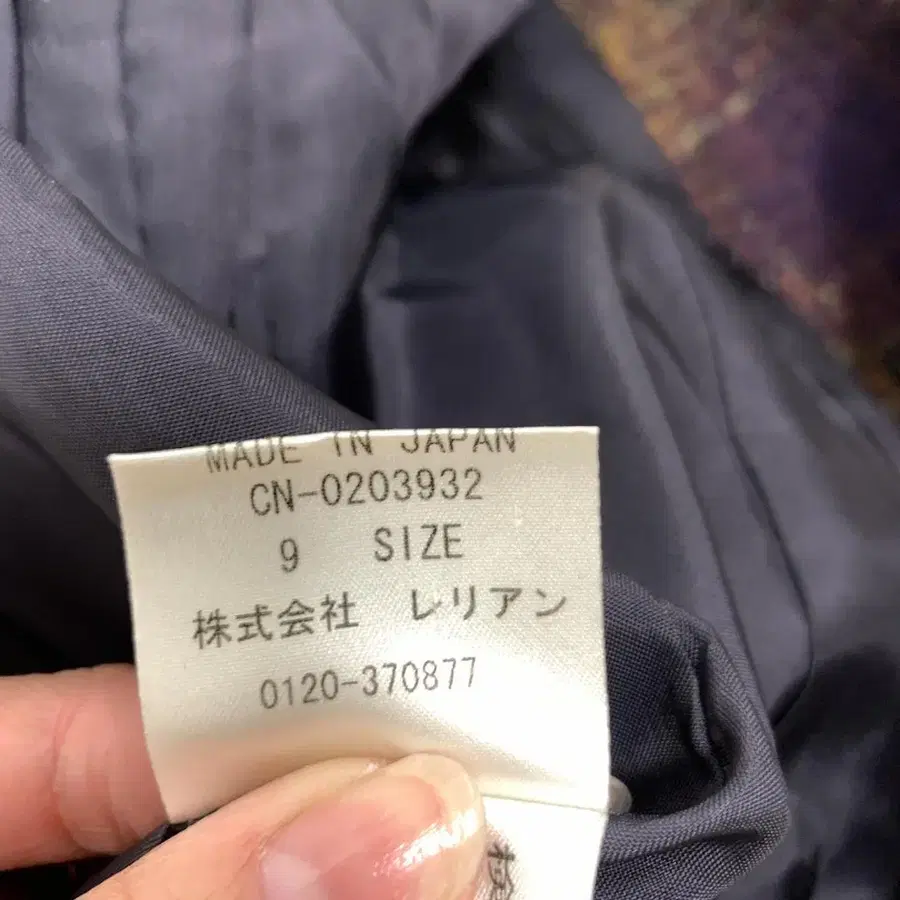 MADE IN JAPAN
CN-0203932
9 SIZE
株式会社 レリアン
0120-370877